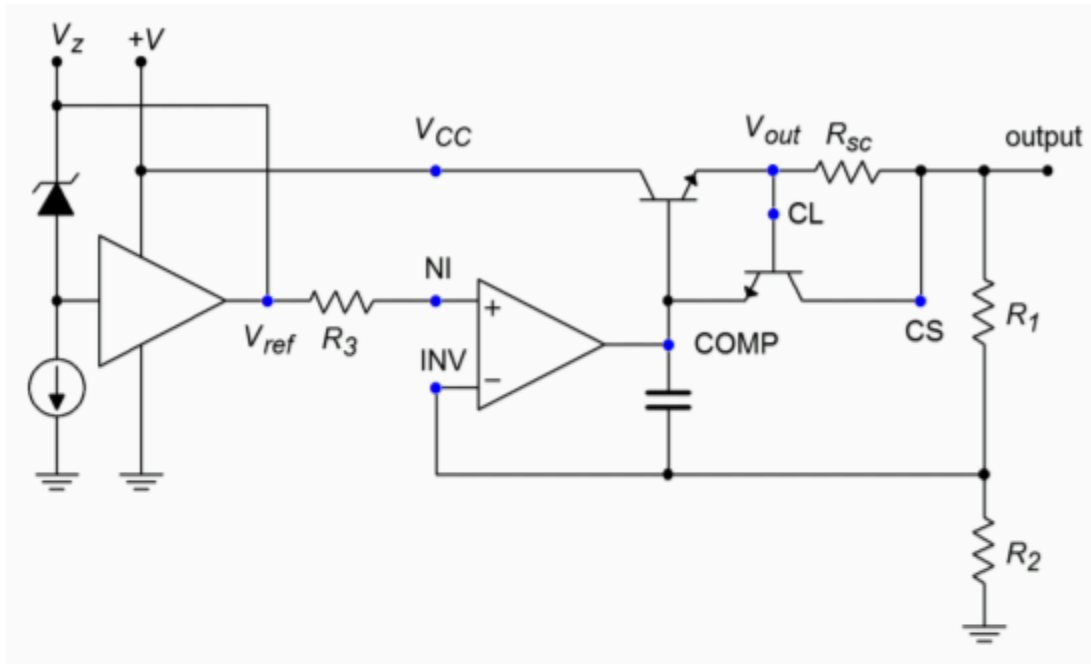 Vz
+V
VCC
Vout
Rsc
output
CL
NI
+
Vref
R3
INV
−
COMP
CS
R1
R2